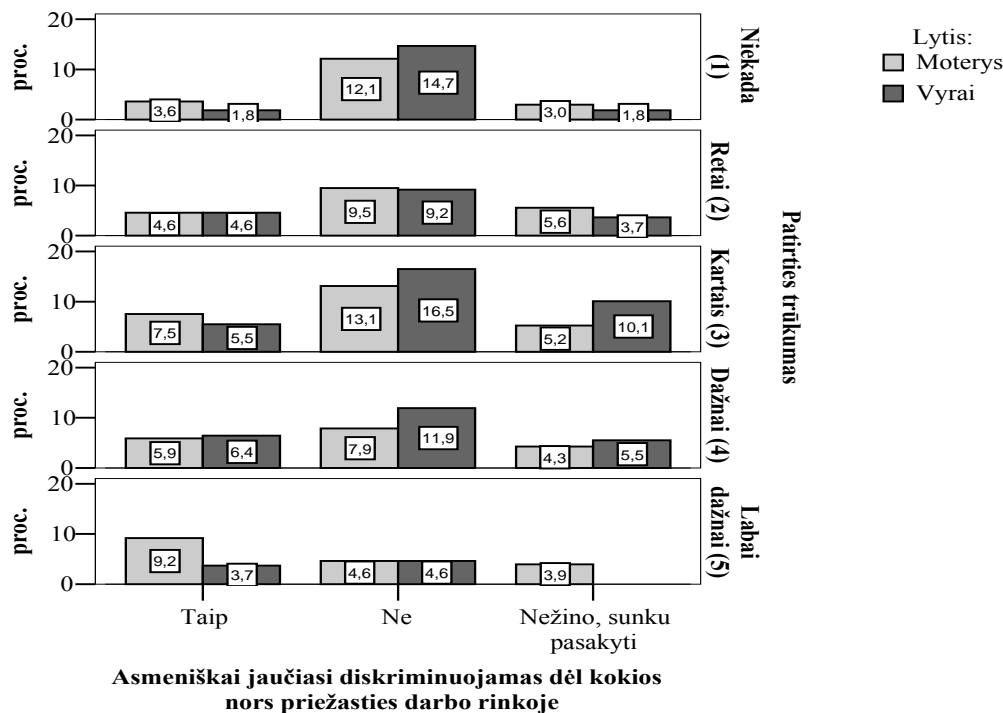 Lytis:
Moterys
Vyrai
proc.
20
10
0
3,6
1,8
12,1
14,7
3,0
1,8
Niekada
(1)
proc.
20
10
0
4,6
4,6
9,5
9,2
5,6
3,7
Retai (2)
proc.
20
10
0
7,5
5,5
13,1
16,5
5,2
10,1
Kartais (3)
proc.
20
10
0
5,9
6,4
7,9
11,9
4,3
5,5
Dažnai (4)
proc.
20
10
0
9,2
3,7
4,6
4,6
3,9
Labai
dažnai (5)
Patirties trūkumas
Taip
Ne
Nežino, sunku
pasakyti
Asmeniškai jaučiasi diskriminuojamas dėl kokios
nors priežasties darbo rinkoje